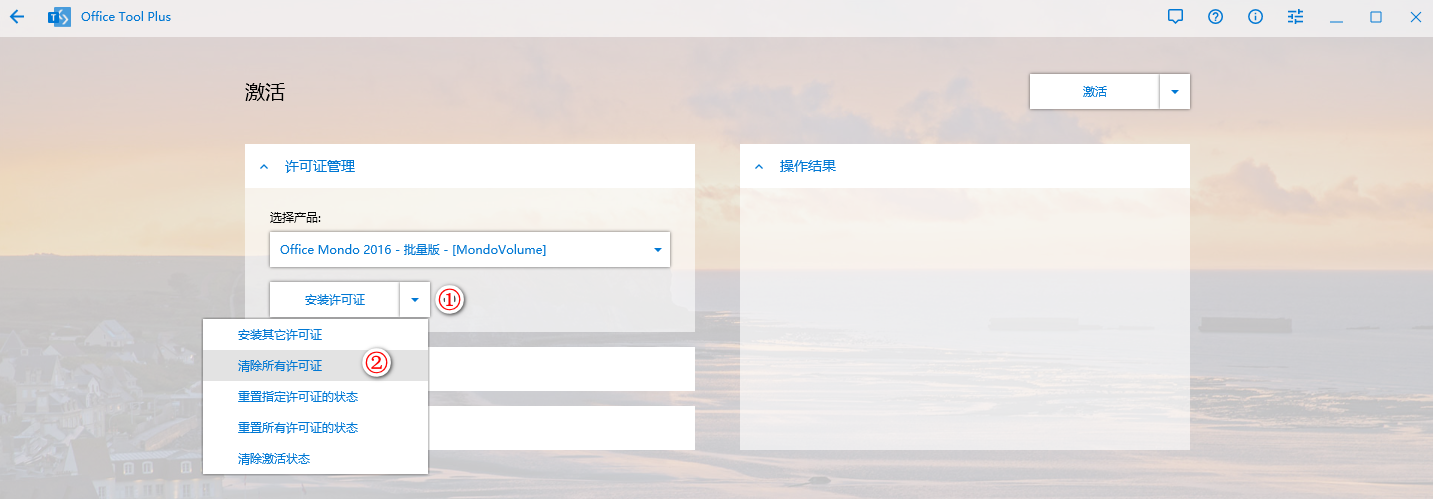 Office Tool Plus
激活
激活
许可证管理
操作结果
选择产品:
Office Mondo 2016 - 批量版 - [MondoVolume]
安装许可证
①
安装其它许可证
清除所有许可证
②
重置指定许可证的状态
重置所有许可证的状态
清除激活状态